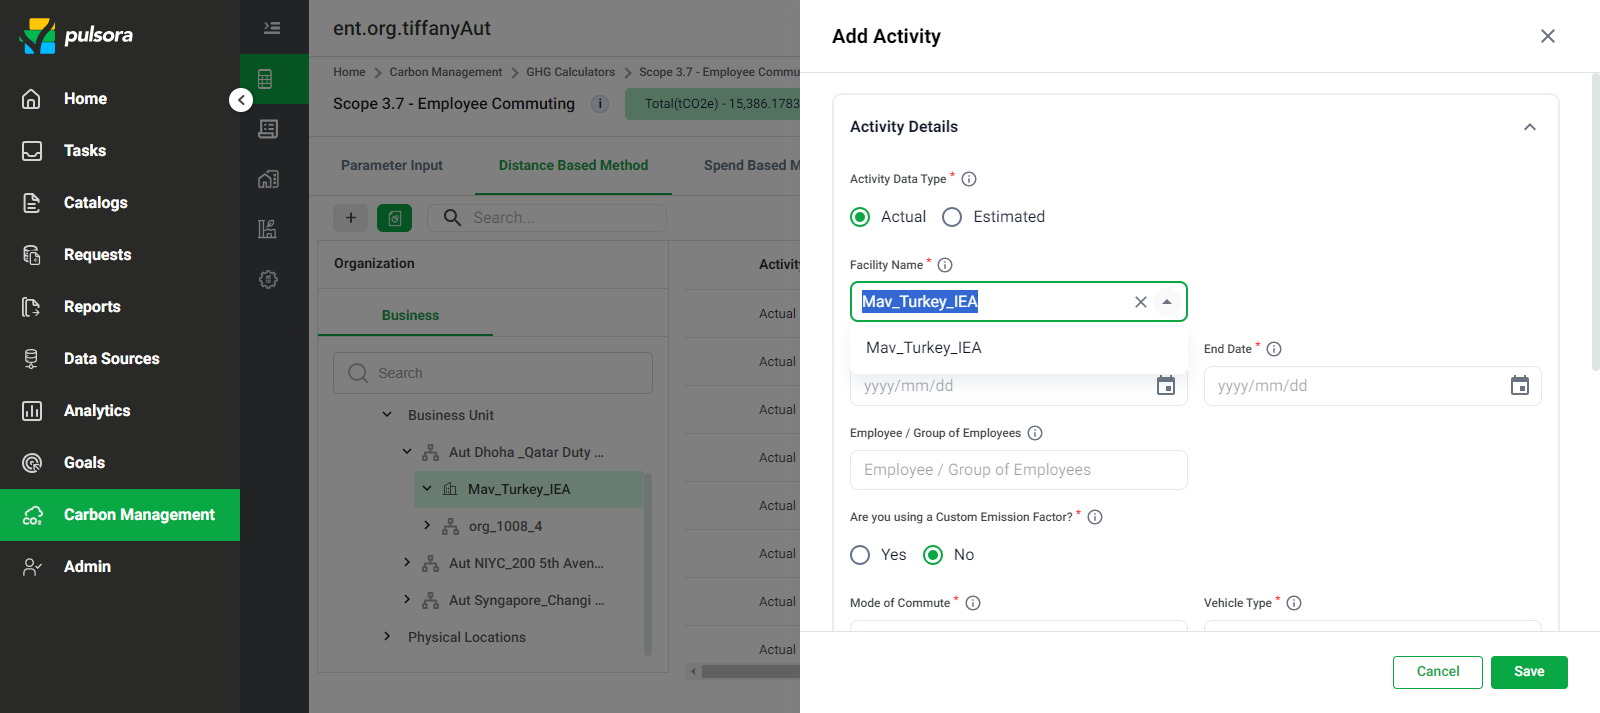 pulsora
Home
Tasks
Catalogs
Requests
Reports
Data Sources
Analytics
Goals
Carbon Management
Admin
ent.org.tiffanyAut
Home > Carbon Management > GHG Calculators > Scope 3.7 - Employee Commu
Scope 3.7 - Employee Commuting
Total(tCO2e) - 15,386.1783
Parameter Input
Distance Based Method
Spend Based M
Search...
Organization
Business
Search
Business Unit
Aut Dhoha _Qatar Duty ...
Mav_Turkey_IEA
org_1008_4
Aut NIYC_200 5th Aven...
Aut Syngapore_Changi ...
Physical Locations
Activity
Actual
Actual
Actual
Actual
Actual
Actual
Actual
Actual
Add Activity
Activity Details
Activity Data Type *
Actual
Estimated
Facility Name *
Mav_Turkey_IEA
Mav_Turkey_IEA
End Date *
yyyy/mm/dd
yyyy/mm/dd
Employee / Group of Employees
Employee / Group of Employees
Are you using a Custom Emission Factor? *
Yes
No
Mode of Commute *
Vehicle Type *
Cancel
Save